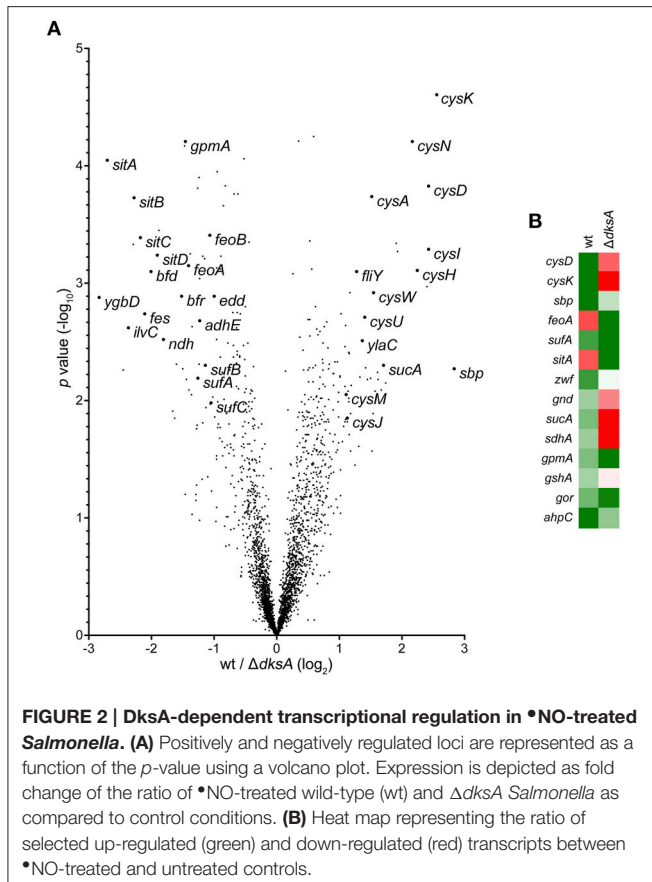 A
5
4
3
2
1
0
p value (-log10)
-3
-2
-1
0
1
2
3
wt / ΔdksA (log2)
cysK
gpmA
cysN
sitA
cysD
sitB
cysA
sitC
feoB
cysI
sitD
feoA
cysH
bfd
fliY
ygbD
bfr
edd
cysW
fes
adhE
cysU
ilvC
ndh
ylaC
sufB
sucA
sbp
sufA
cysM
sufC
cysJ
B
wt
ΔdksA
cysD
cysK
sbp
feoA
sufA
sitA
zwf
gnd
sucA
sdhA
gpmA
gshA
gor
ahpC
FIGURE 2 | DksA-dependent transcriptional regulation in •NO-treated
Salmonella. (A) Positively and negatively regulated loci are represented as a
function of the p-value using a volcano plot. Expression is depicted as fold
change of the ratio of •NO-treated wild-type (wt) and ΔdksA Salmonella as
compared to control conditions. (B) Heat map representing the ratio of
selected up-regulated (green) and down-regulated (red) transcripts between
•NO-treated and untreated controls.